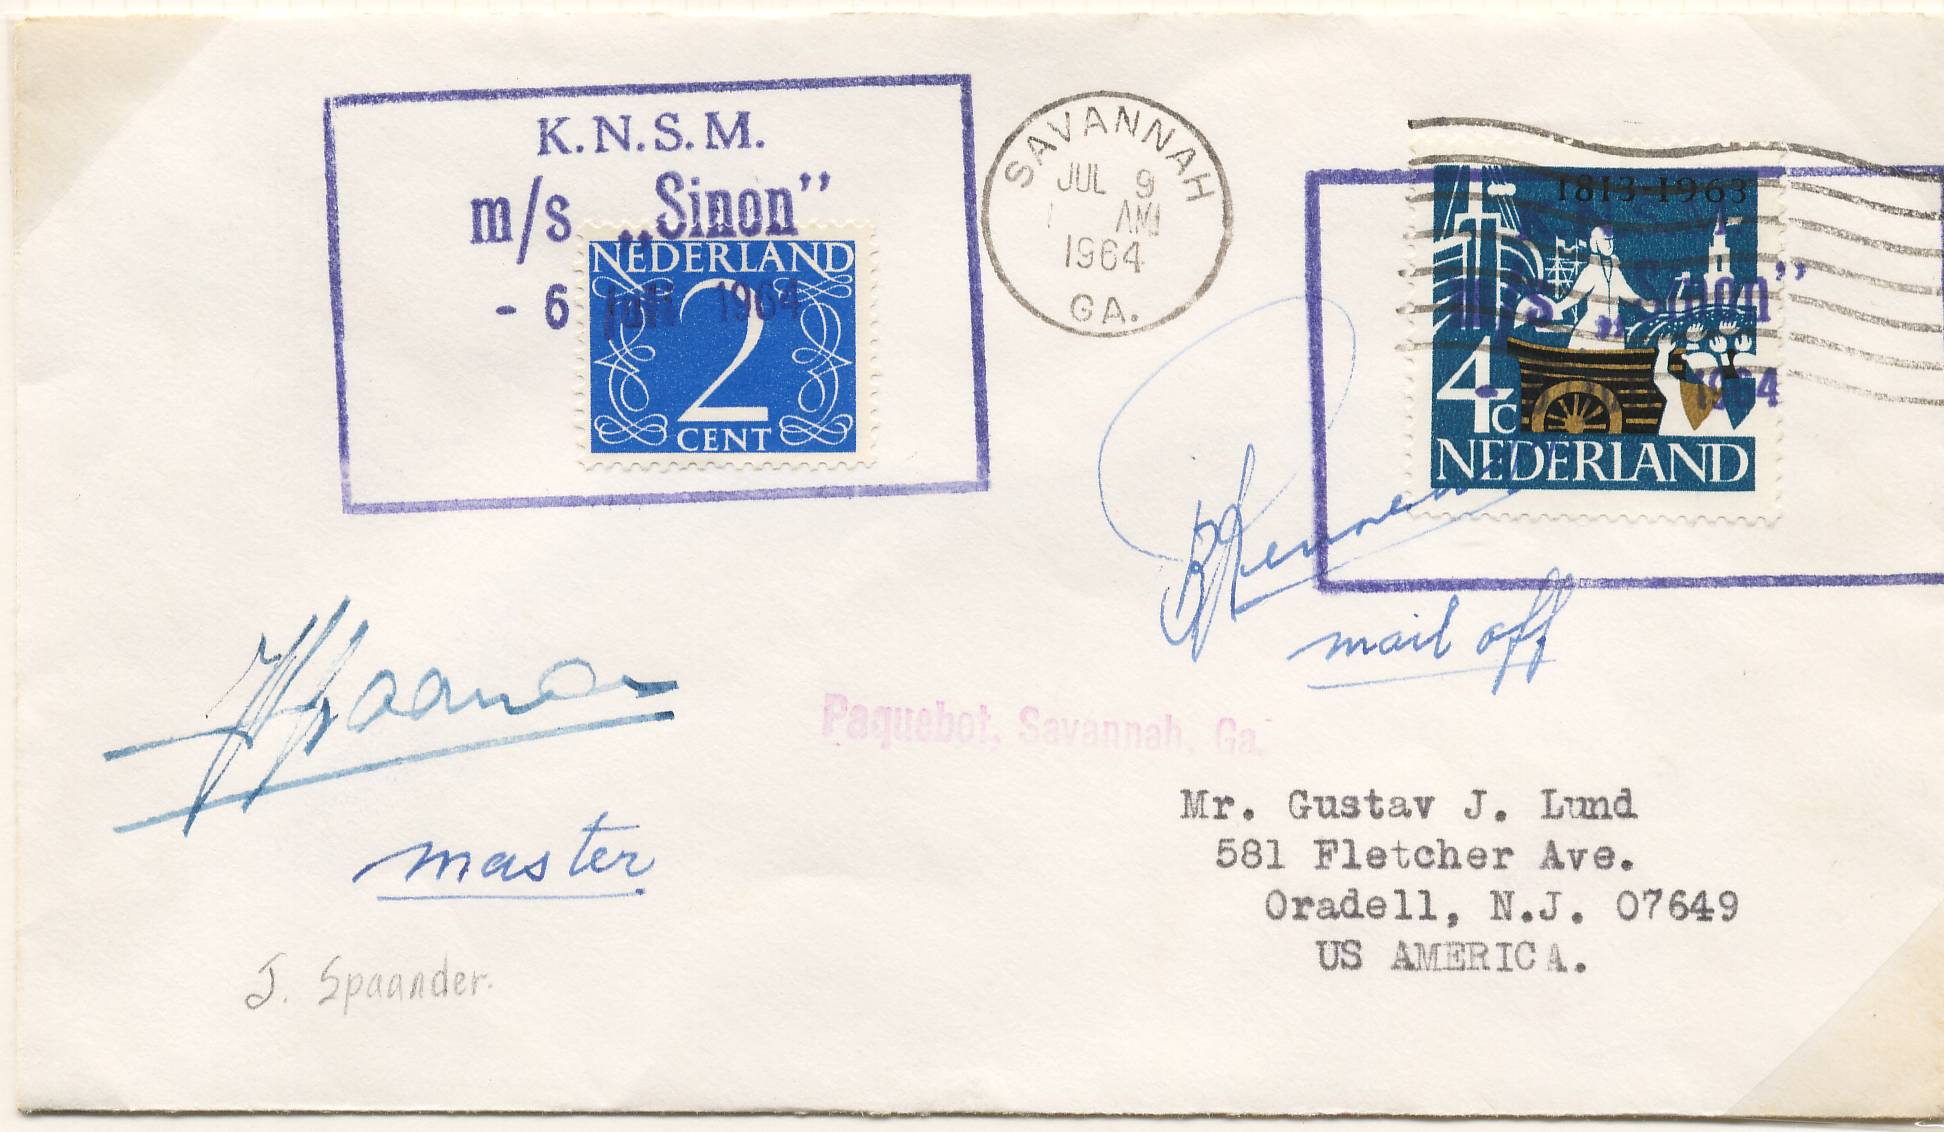 K.N.S.M.
m/s „Sinon”
- 6 juli 1964
NEDERLAND
2
CENT
SAVANNAH
JUL 9
AM
1964
GA.
1813-1963
m/s „Sinon”
1964
4c
NEDERLAND
mail off
Paquebot, Savannah, Ga.
master
J. Spaander.
Mr. Gustav J. Lund
581 Fletcher Ave.
Oradell, N.J. 07649
US AMERICA.